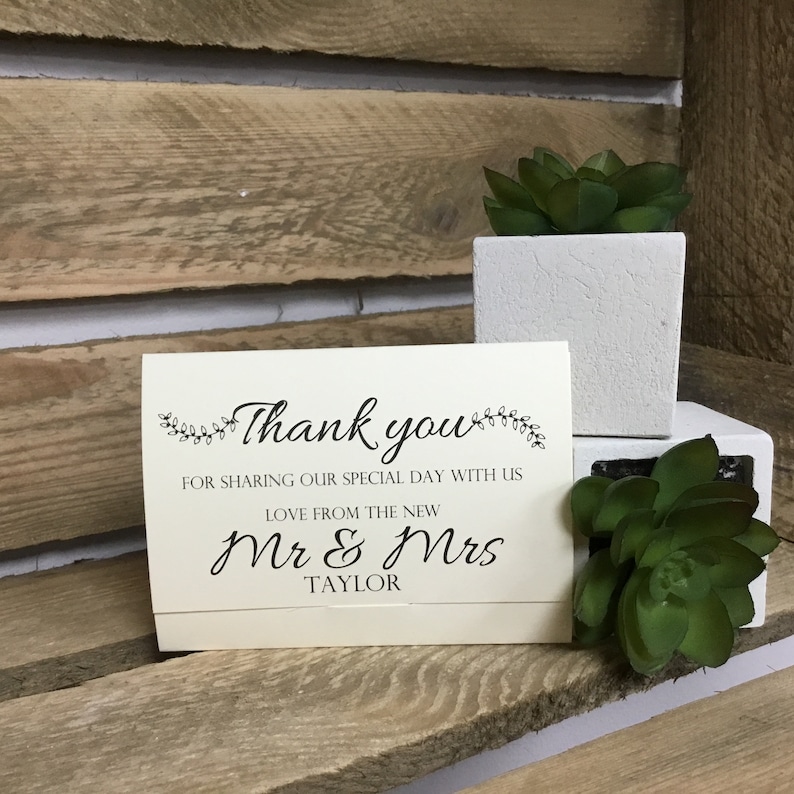 Thank you
FOR SHARING OUR SPECIAL DAY WITH US
LOVE FROM THE NEW
Mr & Mrs
TAYLOR